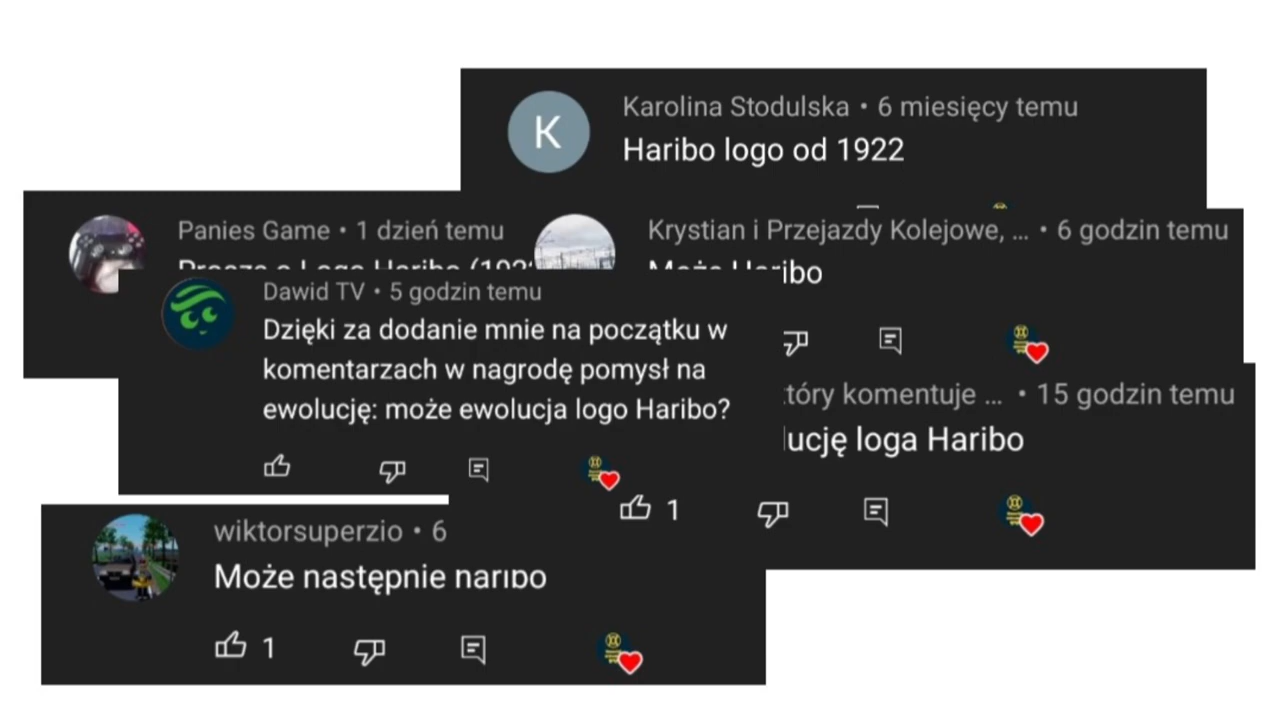 Karolina Stodulska • 6 miesięcy temu
Haribo logo od 1922
Panies Game • 1 dzień temu
Krystian i Przejazdy Kolejowe, ... • 6 godzin temu
Może Haribo
Dawid TV • 5 godzin temu
Dzięki za dodanie mnie na początku w
komentarzach w nagrodę pomysł na
ewolucję: może ewolucja logo Haribo?
komentuje ... • 15 godzin temu
loga Haribo
1
wiktorsuperzio • 6
Może następnie haribo
1
K